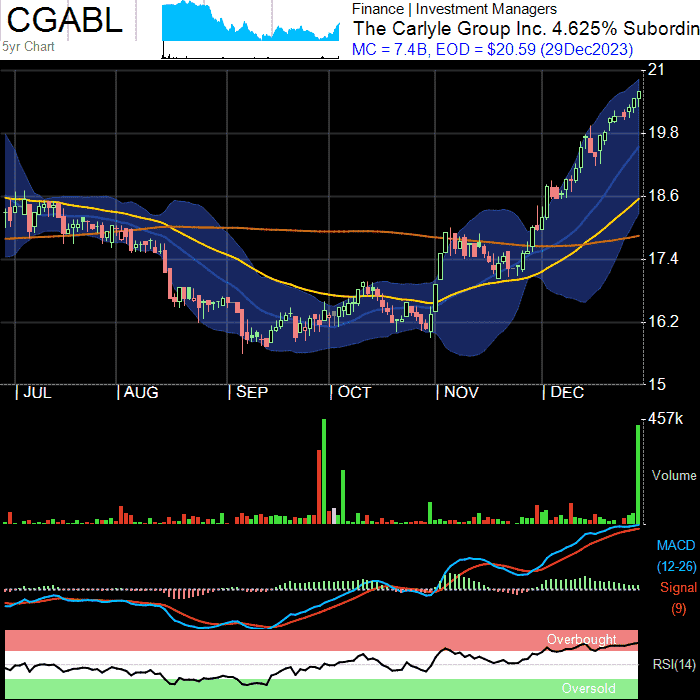 CGABL
5yr Chart
Finance | Investment Managers
The Carlyle Group Inc. 4.625% Subordin
MC = 7.4B, EOD = $20.59 (29Dec2023)
21
19.8
18.6
17.4
16.2
15
JUL AUG SEP OCT NOV DEC
457k
Volume
MACD
(12-26)
Signal
(9)
Overbought
RSI(14)
Oversold